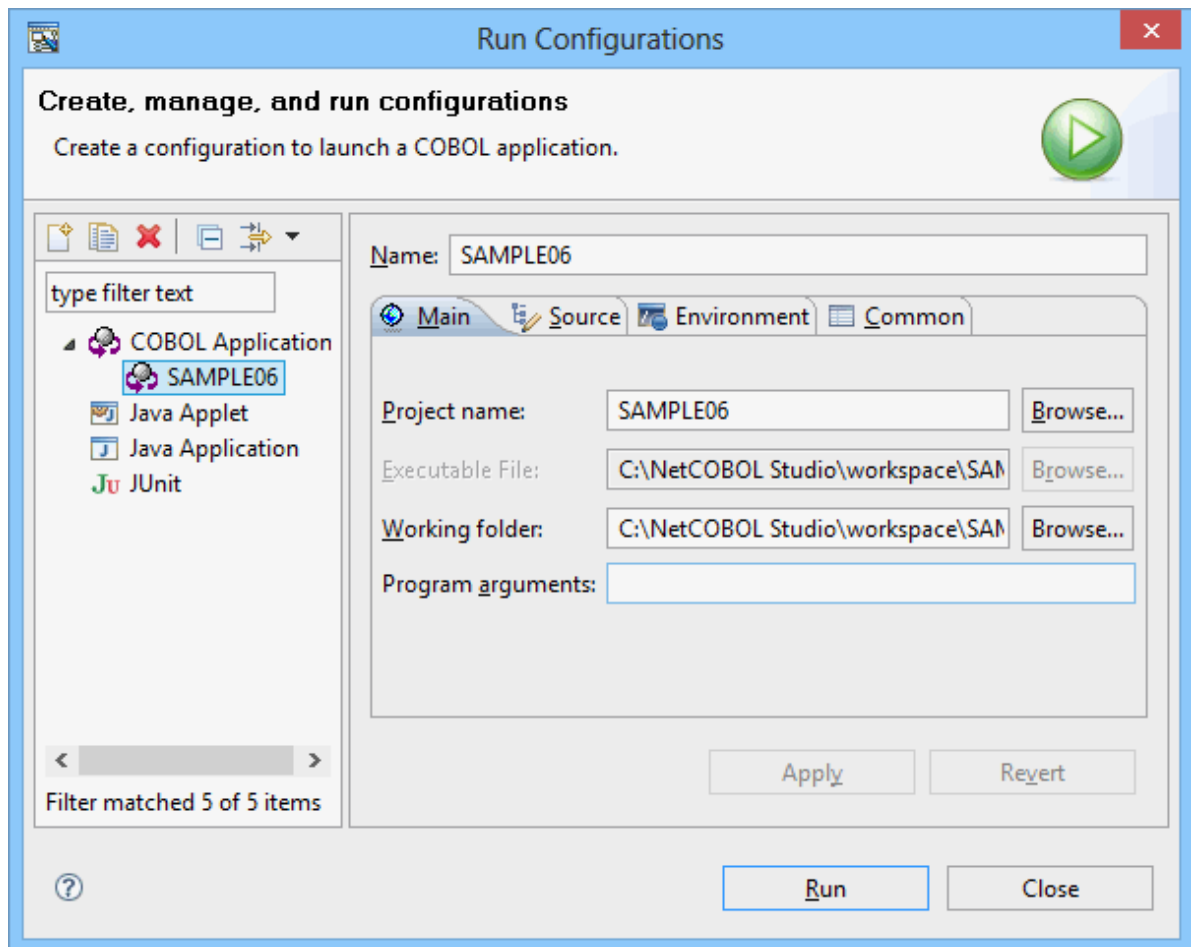 Run Configurations
Create, manage, and run configurations
Create a configuration to launch a COBOL application.
type filter text
COBOL Application
SAMPLE06
Java Applet
Java Application
JU JUnit
Filter matched 5 of 5 items
Name: SAMPLE06
Main Source Environment Common
Project name: SAMPLE06 Browse...
Executable File: C:\NetCOBOL Studio\workspace\SAM Browse...
Working folder: C:\NetCOBOL Studio\workspace\SAM Browse...
Program arguments:
Apply Revert
? Run Close